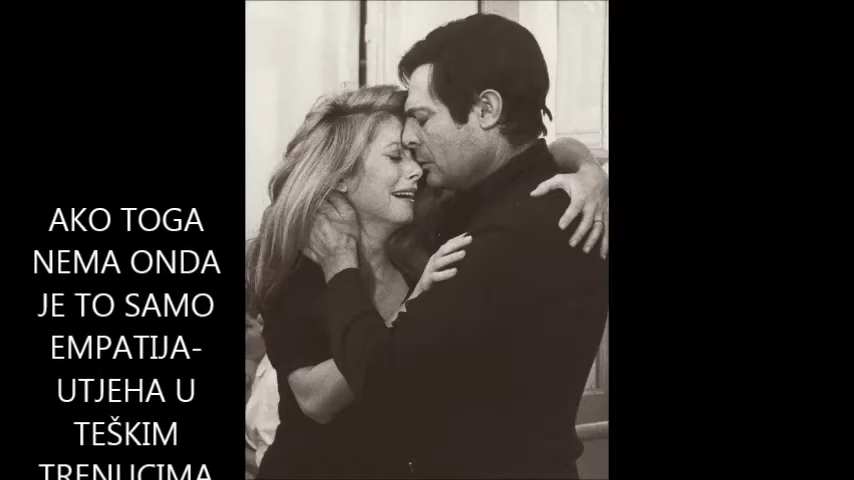 AKO TOGA
NEMA ONDA
JE TO SAMO
EMPATIJA-
UTJEHA U
TEŠKIM
TRENUCIMA